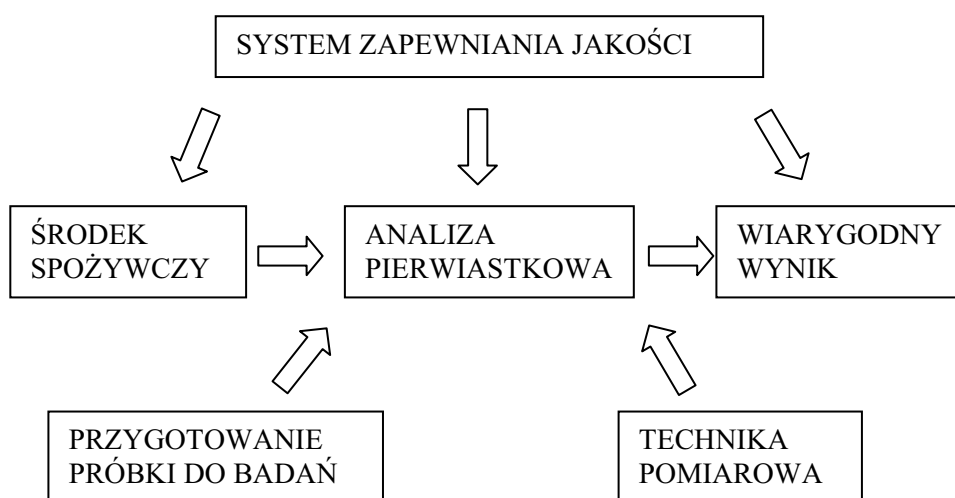 SYSTEM ZAPEWNIANIA JAKOŚCI
ŚRODEK
SPOŻYWCZY
ANALIZA
PIERWIASTKOWA
WIARYGODNY
WYNIK
PRZYGOTOWANIE
PRÓBKI DO BADAŃ
TECHNIKA
POMIAROWA